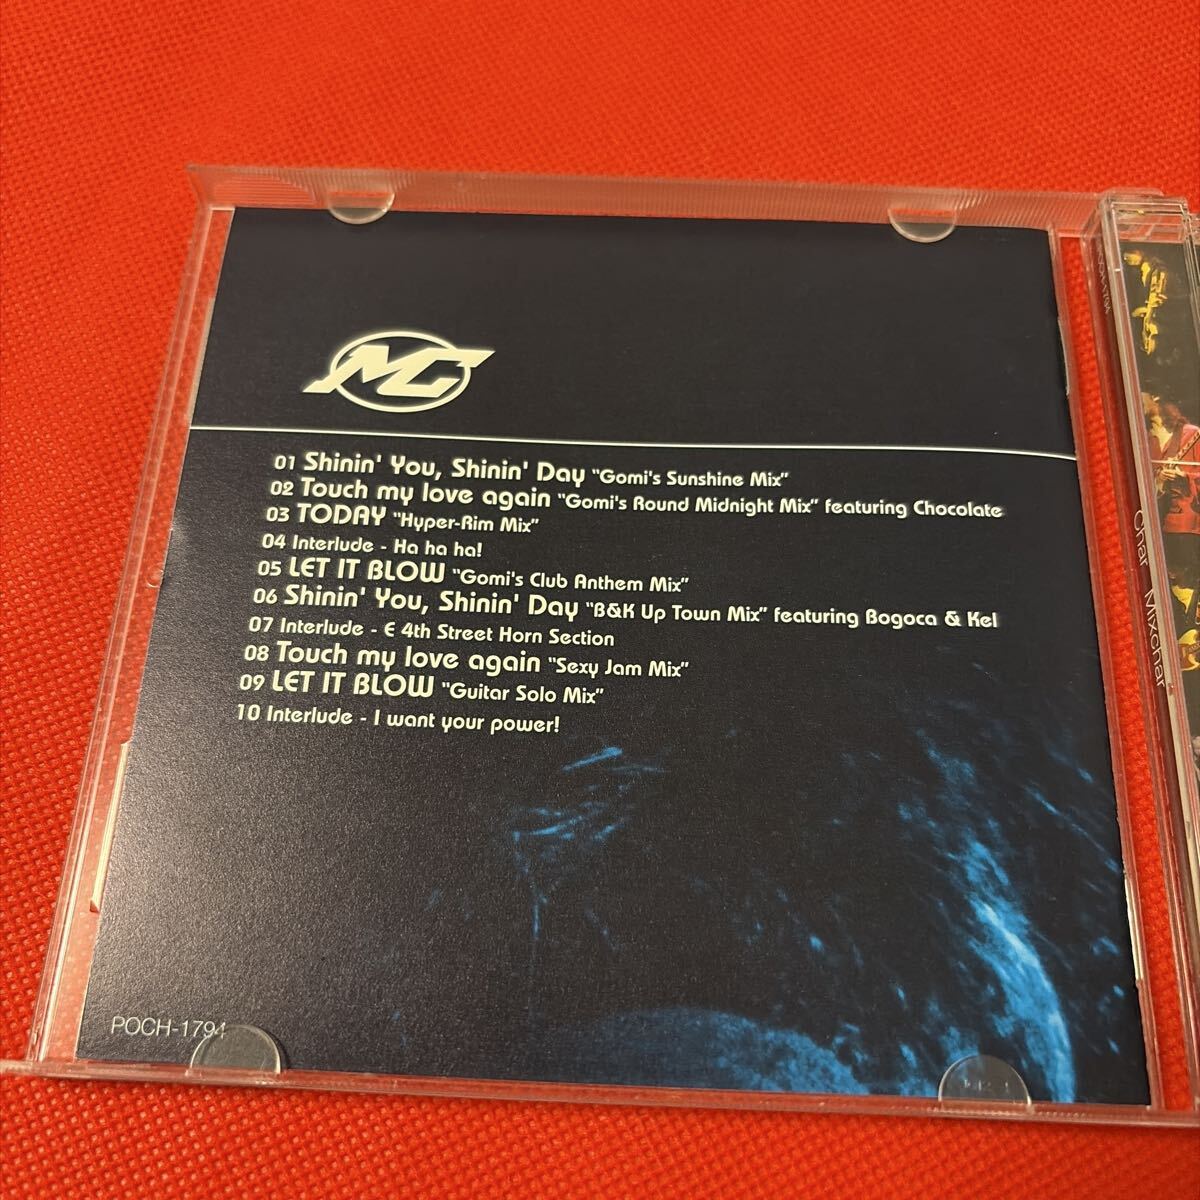 MC
01 Shinin' You, Shinin' Day "Gomi's Sunshine Mix"
02 Touch my love again "Gomi's Round Midnight Mix" featuring Chocolate
03 TODAY "Hyper-Rim Mix"
04 Interlude - Ha ha ha!
05 LET IT BLOW "Gomi's Club Anthem Mix"
06 Shinin' You, Shinin' Day "B&K Up Town Mix" featuring Bogoca & Kel
07 Interlude - E 4th Street Horn Section
08 Touch my love again "Sexy Jam Mix"
09 LET IT BLOW "Guitar Solo Mix"
10 Interlude - I want your power!
POCH-1794
POCH-1794
Char Mixchar